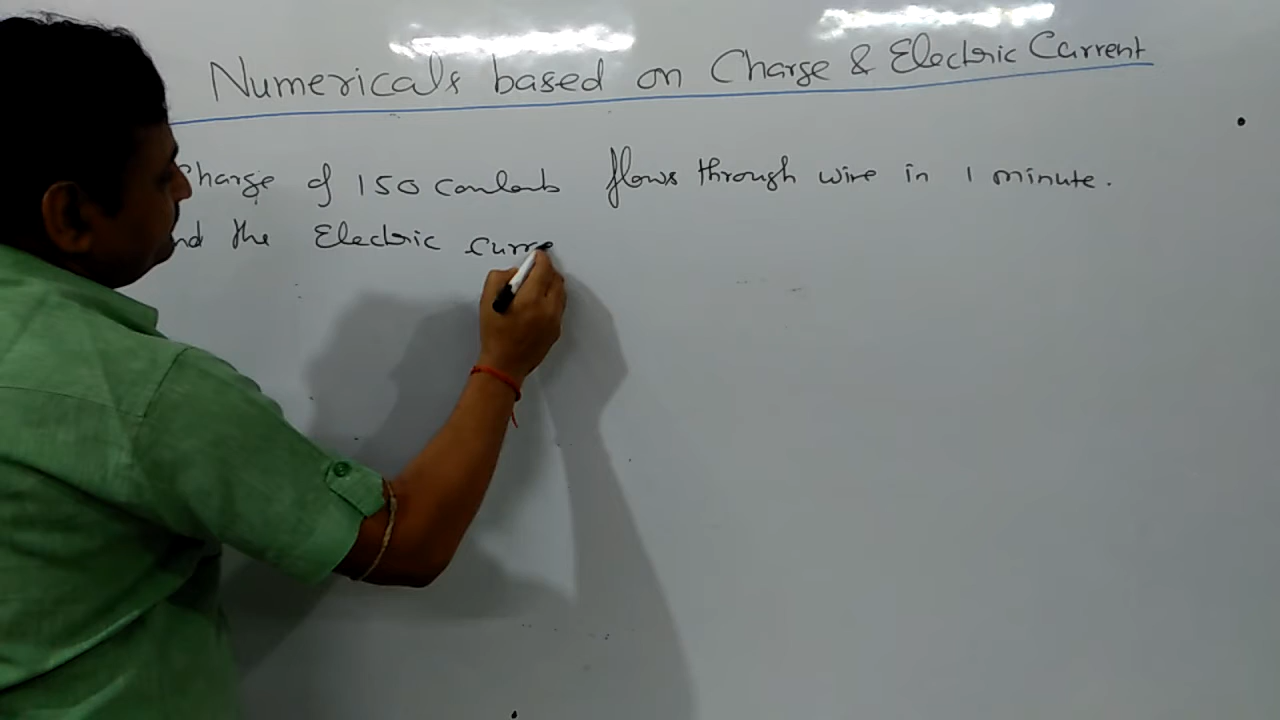 Numericals based on Charge & Electric Current
Charge of 150 coulomb flows through wire in 1 minute.
nd the Electric curre